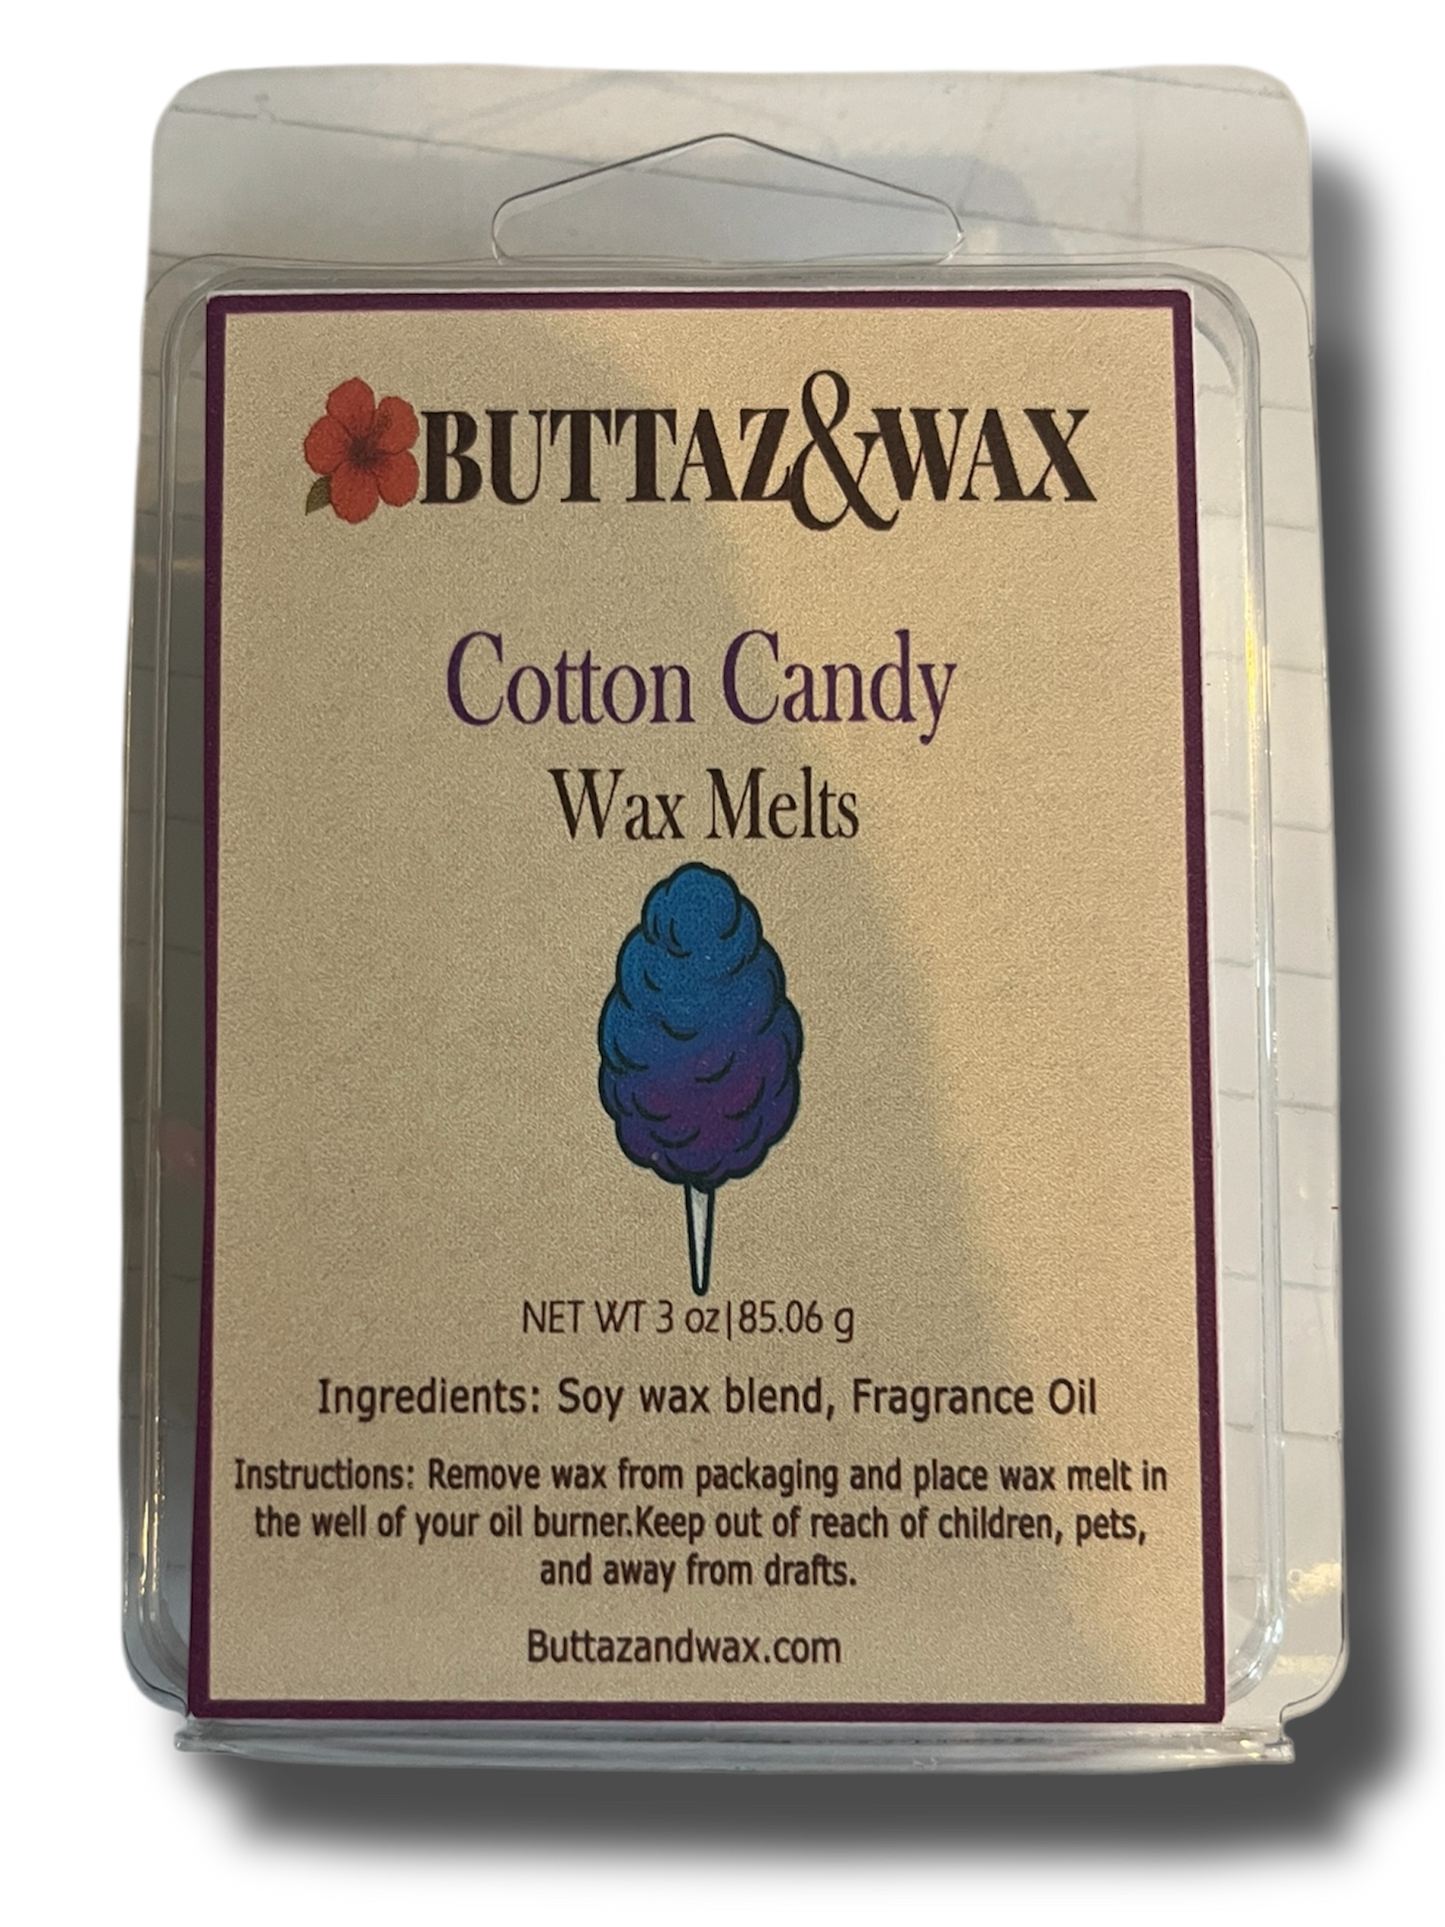 BUTTAZ&WAX
Cotton Candy
Wax Melts
NET WT 3 oz|85.06 g
Ingredients: Soy wax blend, Fragrance Oil
Instructions: Remove wax from packaging and place wax melt in
the well of your oil burner.Keep out of reach of children, pets,
and away from drafts.
Buttazandwax.com